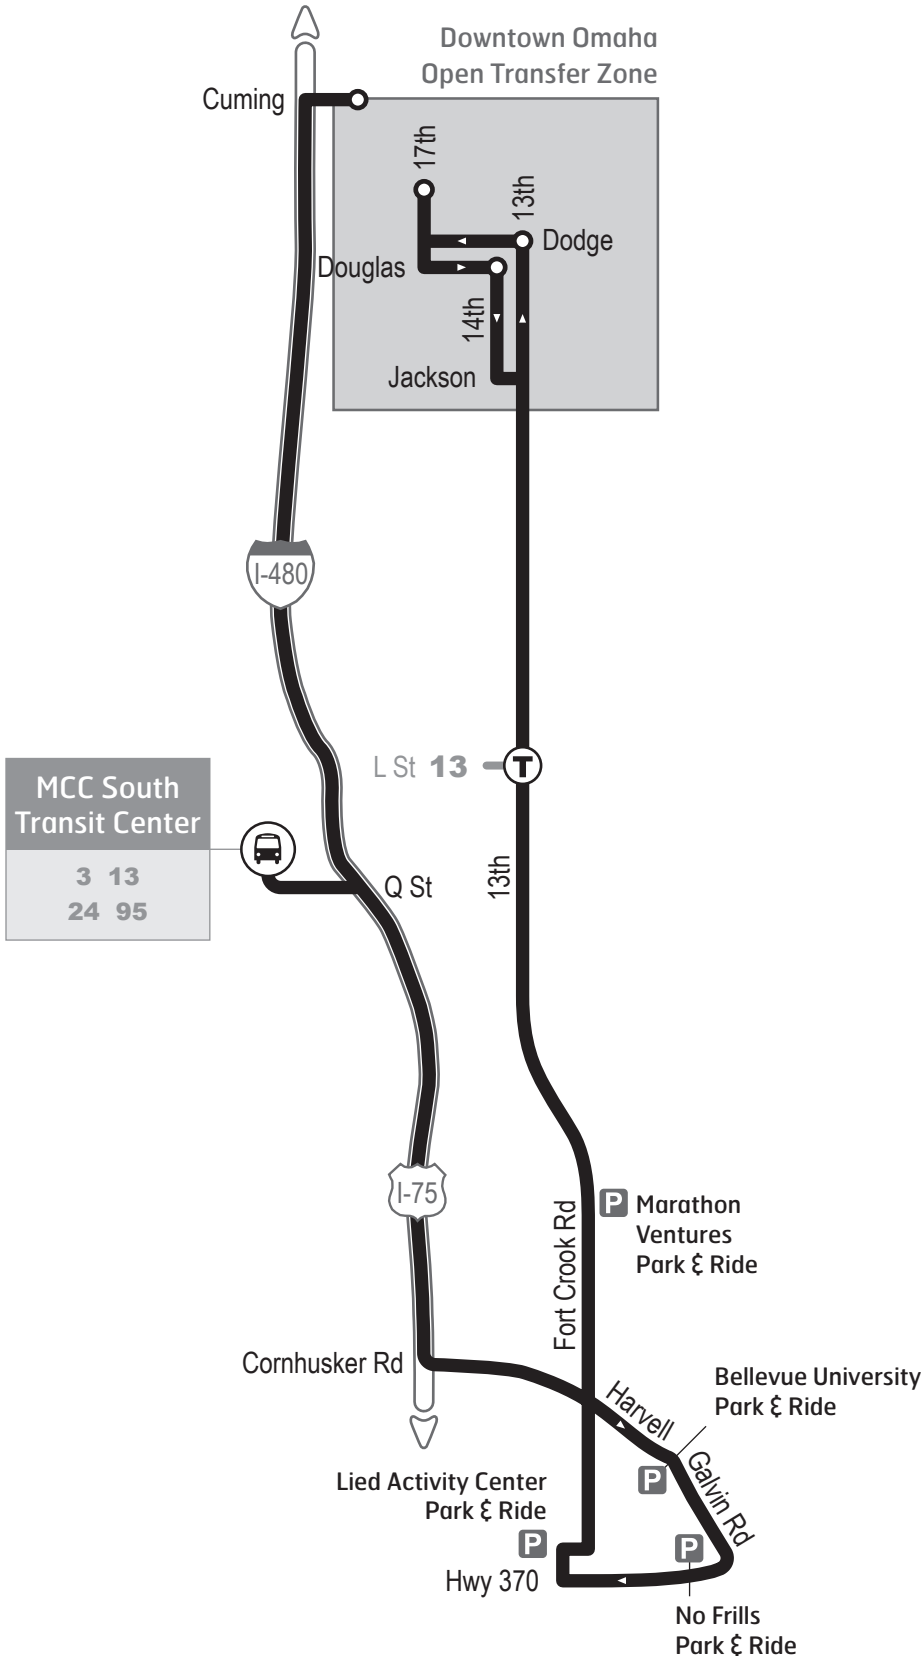 Downtown Omaha
Open Transfer Zone
Cuming
17th
13th
Dodge
Douglas
14th
Jackson
I-480
L St 13
T
MCC South
Transit Center
3 13
24 95
Q St
13th
I-75
Fort Crook Rd
P
Marathon
Ventures
Park & Ride
Cornhusker Rd
Harvell
Bellevue University
Park & Ride
P
Galvin Rd
Lied Activity Center
Park & Ride
P
P
Hwy 370
No Frills
Park & Ride